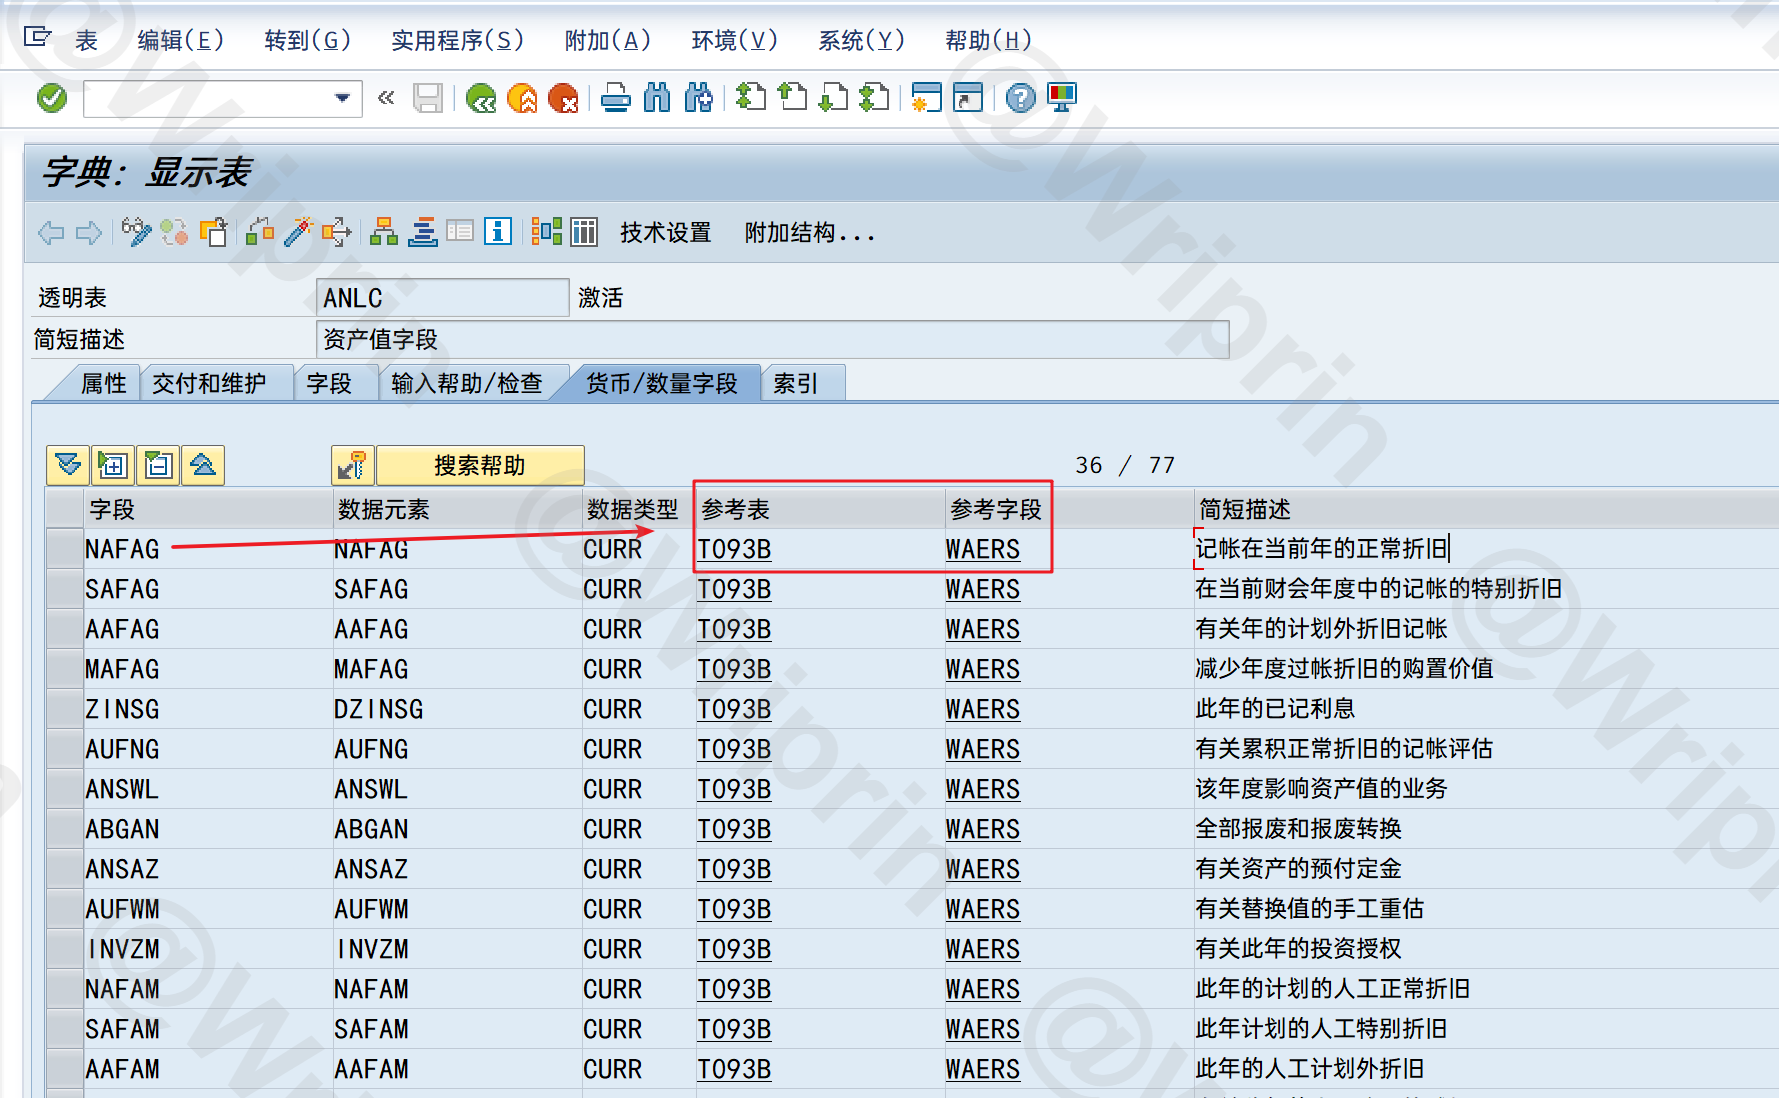 表 编辑(E) 转到(G) 实用程序(S) 附加(A) 环境(V) 系统(Y) 帮助(H)
字典：显示表
技术设置 附加结构...
透明表 ANLC 激活
简短描述 资产值字段
属性 交付和维护 字段 输入帮助/检查 货币/数量字段 索引
搜索帮助 36 / 77
字段 数据元素 数据类型 参考表 参考字段 简短描述
NAFAG NAFAG CURR T093B WAERS 记帐在当前年的正常折旧
SAFAG SAFAG CURR T093B WAERS 在当前财会年度中的记帐的特别折旧
AAFAG AAFAG CURR T093B WAERS 有关年的计划外折旧记帐
MAFAG MAFAG CURR T093B WAERS 减少年度过帐折旧的购置价值
ZINSG DZINSG CURR T093B WAERS 此年的已记利息
AUFNG AUFNG CURR T093B WAERS 有关累积正常折旧的记帐评估
ANSWL ANSWL CURR T093B WAERS 该年度影响资产值的业务
ABGAN ABGAN CURR T093B WAERS 全部报废和报废转换
ANSAZ ANSAZ CURR T093B WAERS 有关资产的预付定金
AUFWM AUFWM CURR T093B WAERS 有关替换值的手工重估
INVZM INVZM CURR T093B WAERS 有关此年的投资授权
NAFAM NAFAM CURR T093B WAERS 此年的计划的人工正常折旧
SAFAM SAFAM CURR T093B WAERS 此年计划的人工特别折旧
AAFAM AAFAM CURR T093B WAERS 此年的人工计划外折旧
@Wriprin
@Wriprin
@Wriprin
@Wriprin